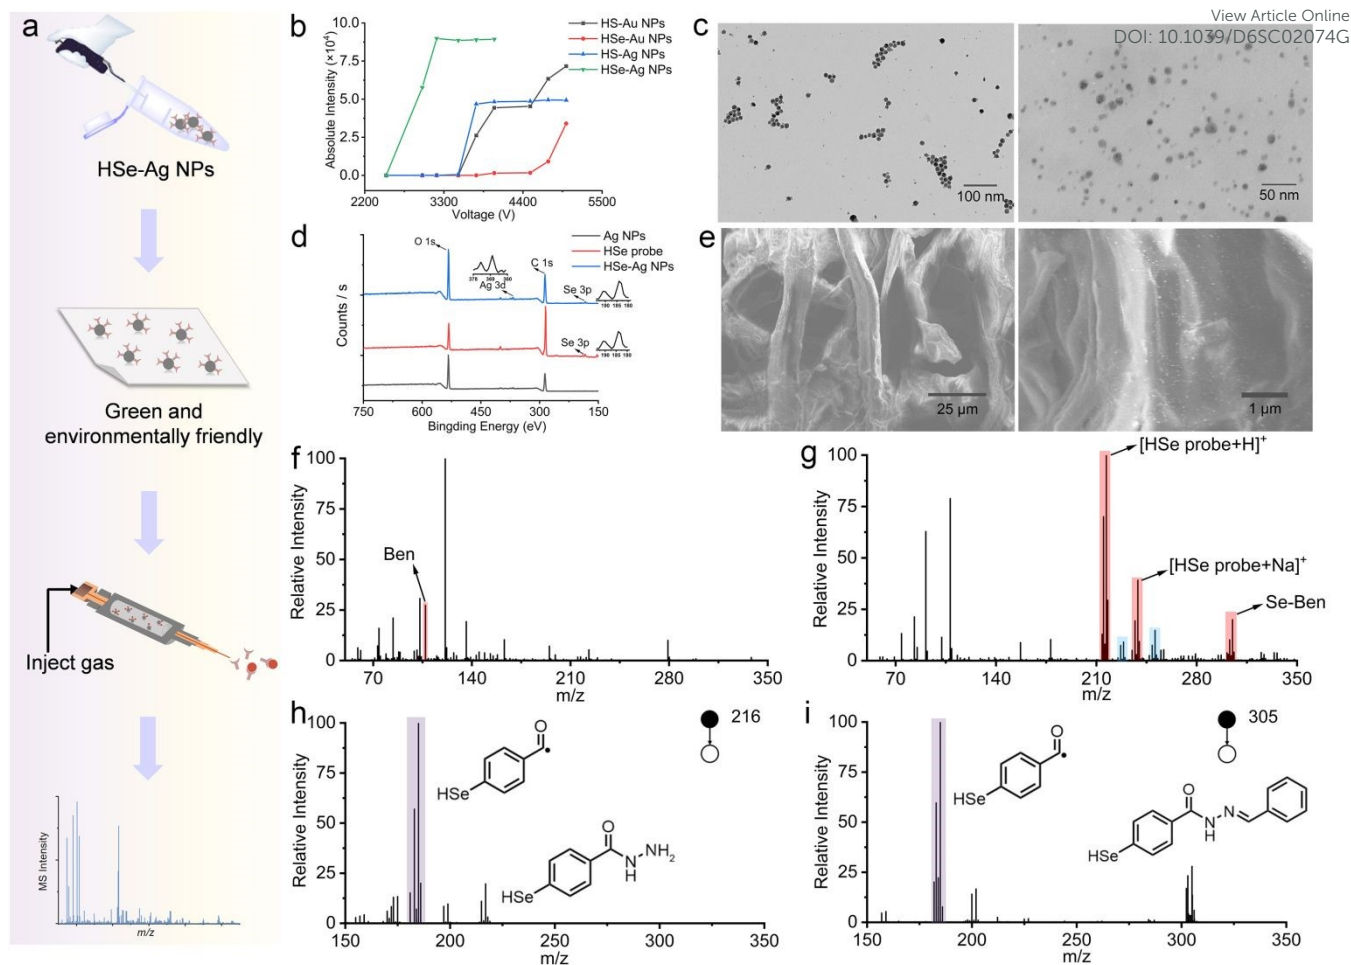 View Article Online
DOI: 10.1039/D6SC02074G
a
HSe-Ag NPs
Green and
environmentally friendly
Inject gas
MS Intensity
m/z
b
Absolute Intensity (×10⁴)
10.0
7.5
5.0
2.5
0.0
2200
3300
4400
5500
Voltage (V)
HS-Au NPs
HSe-Au NPs
HS-Ag NPs
HSe-Ag NPs
c
100 nm
50 nm
d
Counts / s
O 1s
Ag 3d
C 1s
Se 3p
190 185 180
Se 3p
190 185 180
Ag NPs
HSe probe
HSe-Ag NPs
750
600
450
300
150
Bingding Energy (eV)
e
25 μm
1 μm
f
Relative Intensity
100
75
50
25
0
Ben
70
140
210
280
350
m/z
g
Relative Intensity
100
75
50
25
0
[HSe probe+H]⁺
[HSe probe+Na]⁺
Se-Ben
70
140
210
280
350
m/z
h
Relative Intensity
100
75
50
25
0
216
O
HSe
O
N
H
NH₂
HSe
150
200
250
300
350
m/z
i
Relative Intensity
100
75
50
25
0
305
O
HSe
O
N
H
N
HSe
150
200
250
300
350
m/z